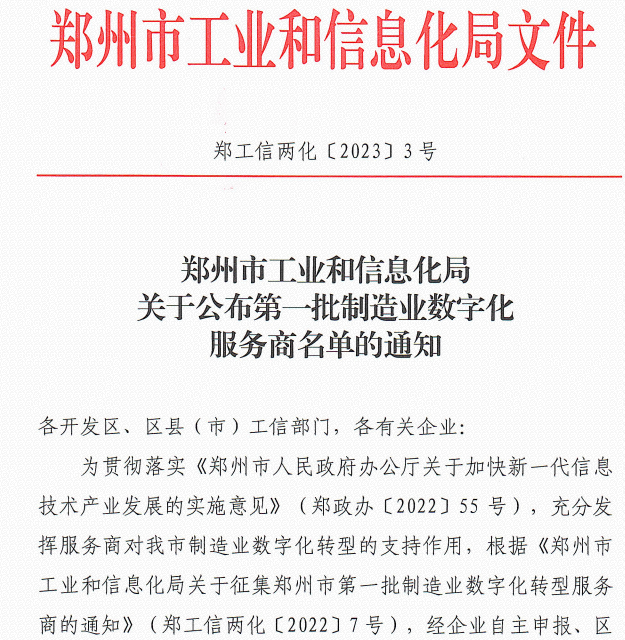 郑州市工业和信息化局文件
郑工信两化〔2023〕3号
郑州市工业和信息化局
关于公布第一批制造业数字化
服务商名单的通知
各开发区、区县（市）工信部门，各有关企业：
为贯彻落实《郑州市人民政府办公厅关于加快新一代信息
技术产业发展的实施意见》（郑政办〔2022〕55号），充分发
挥服务商对我市制造业数字化转型的支持作用，根据《郑州市
工业和信息化局关于征集郑州市第一批制造业数字化转型服务
商的通知》（郑工信两化〔2022〕7号），经企业自主申报、区